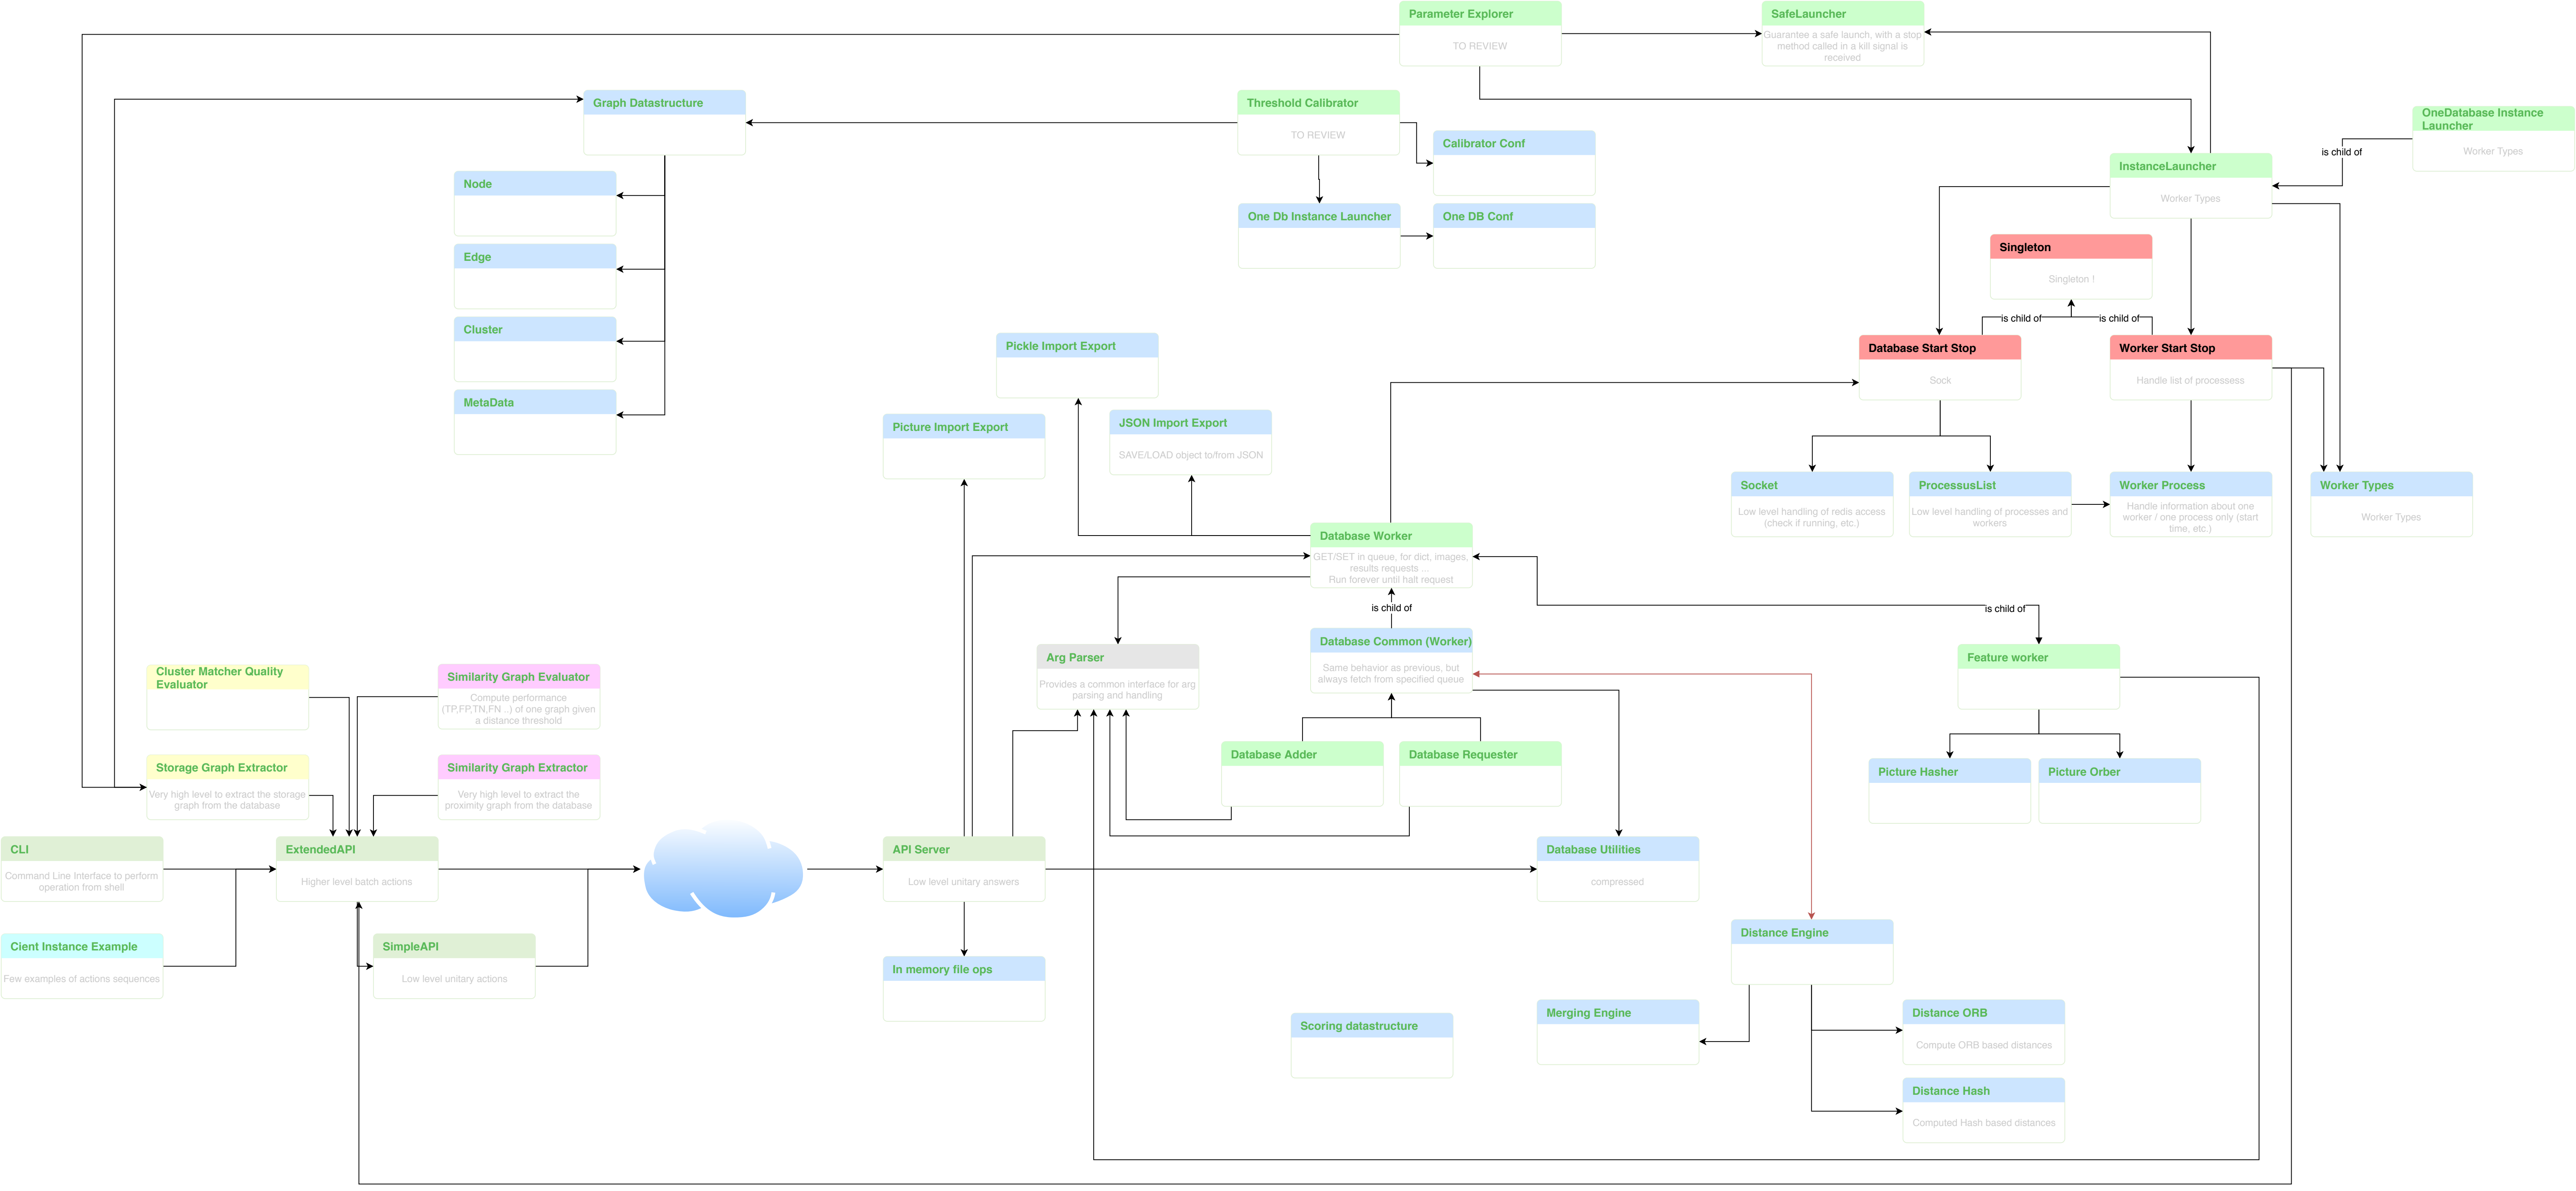 Parameter Explorer
TO REVIEW
SafeLauncher
Guarantee a safe launch, with a stop
method called in a kill signal is
received
Graph Datastructure
Threshold Calibrator
TO REVIEW
Calibrator Conf
OneDatabase Instance
Launcher
Worker Types
is child of
InstanceLauncher
Worker Types
Node
One Db Instance Launcher
One DB Conf
Edge
Singleton
Singleton !
is child of
is child of
Cluster
Pickle Import Export
Database Start Stop
Sock
Worker Start Stop
Handle list of processess
MetaData
Picture Import Export
JSON Import Export
SAVE/LOAD object to/from JSON
Socket
Low level handling of redis access
(check if running, etc.)
ProcessusList
Low level handling of processes and
workers
Worker Process
Handle information about one
worker / one process only (start
time, etc.)
Worker Types
Worker Types
Database Worker
GET/SET in queue, for dict, images,
results requests ...
Run forever until halt request
is child of
is child of
Arg Parser
Provides a common interface for arg
parsing and handling
Database Common (Worker)
Same behavior as previous, but
always fetch from specified queue
Feature worker
Cluster Matcher Quality
Evaluator
Similarity Graph Evaluator
Compute performance
(TP,FP,TN,FN ..) of one graph given
a distance threshold
Database Adder
Database Requester
Storage Graph Extractor
Very high level to extract the storage
graph from the database
Similarity Graph Extractor
Very high level to extract the
proximity graph from the database
Picture Hasher
Picture Orber
CLI
Command Line Interface to perform
operation from shell
ExtendedAPI
Higher level batch actions
API Server
Low level unitary answers
Database Utilities
compressed
Cient Instance Example
Few examples of actions sequences
SimpleAPI
Low level unitary actions
Distance Engine
In memory file ops
Scoring datastructure
Merging Engine
Distance ORB
Compute ORB based distances
Distance Hash
Computed Hash based distances